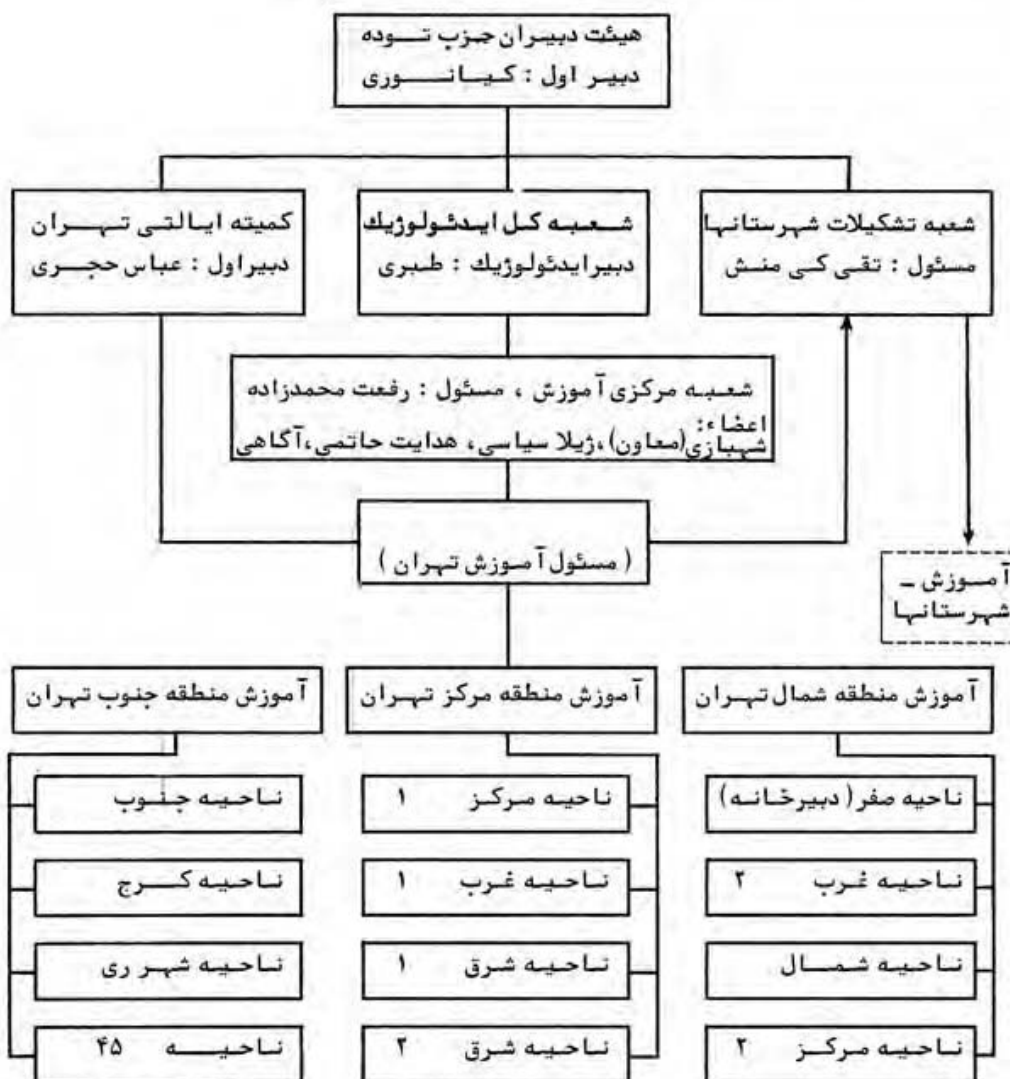 هیئت دبیران حزب تـوده
دبیر اول : کیانـوری
شعبه تشکیلات شهرستانها
مسئول : تقی کی منش
شعبه کل ایدئولوژیك
دبیر ایدئولوژیك : طبری
کمیته ایالتی تهران
دبیر اول : عباس حجری
شعبه مرکزی آموزش ، مسئول : رفعت محمدزاده
اعضاء:
شهبازی(معاون)، ژیلا سیاسی، هدایت حاتمی، آگاهی
( مسئول آموزش تهران )
آموزش ـ
شهرستانها
آموزش منطقه شمال تهران
ناحیه صفر (دبیرخانه)
ناحیه غرب ۲
ناحیه شمال
ناحیه مرکز ۲
آموزش منطقه مرکز تهران
ناحیه مرکز ۱
ناحیه غرب ۱
ناحیه شرق ۱
ناحیه شرق ۲
آموزش منطقه جنوب تهران
ناحیه جنوب
ناحیه کرج
ناحیه شهر ری
ناحیه ۴۵